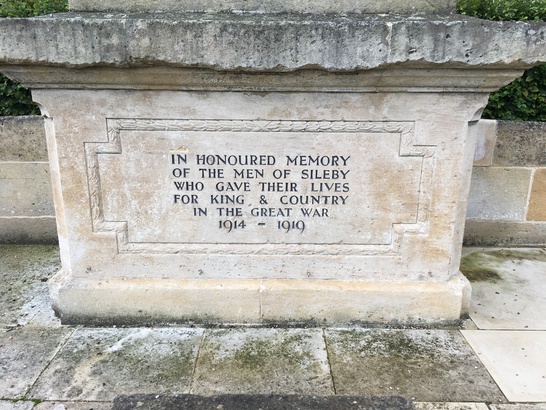 IN HONOURED MEMORY
OF THE MEN OF SILEBY
WHO GAVE THEIR LIVES
FOR KING & COUNTRY
IN THE GREAT WAR
1914 – 1919